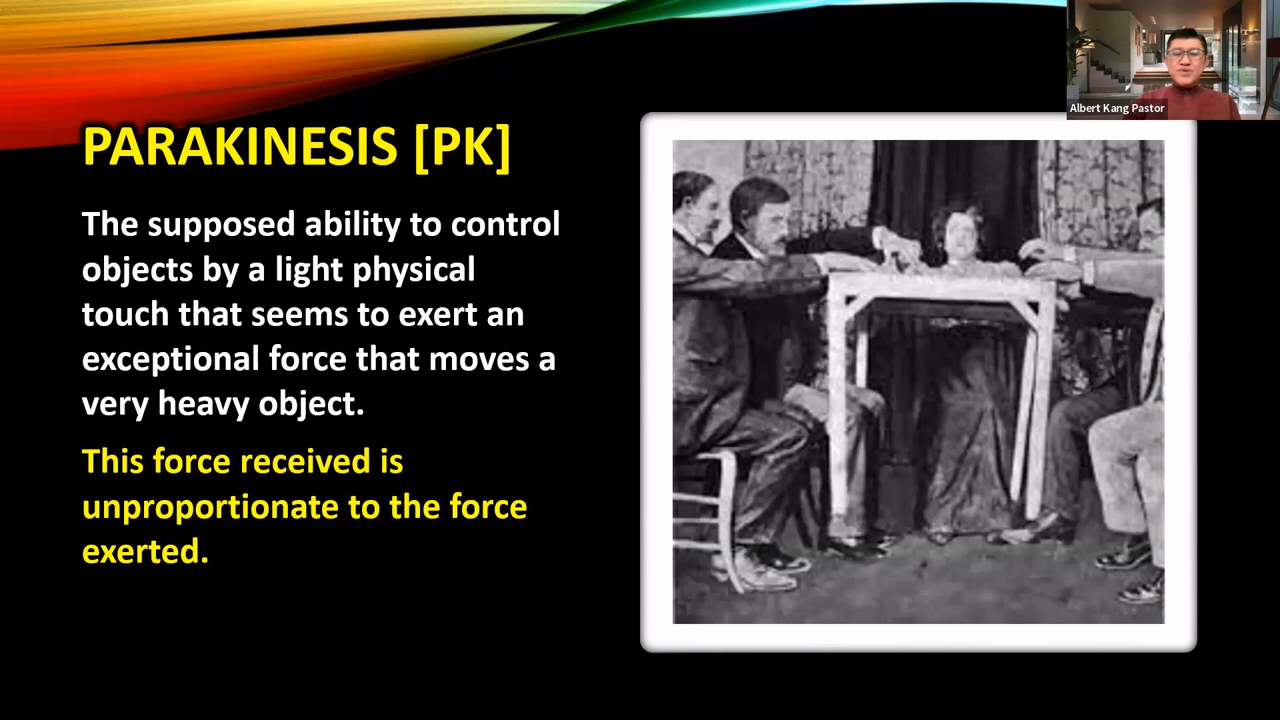 Albert Kang Pastor
PARAKINESIS [PK]
The supposed ability to control
objects by a light physical
touch that seems to exert an
exceptional force that moves a
very heavy object.
This force received is
unproportionate to the force
exerted.